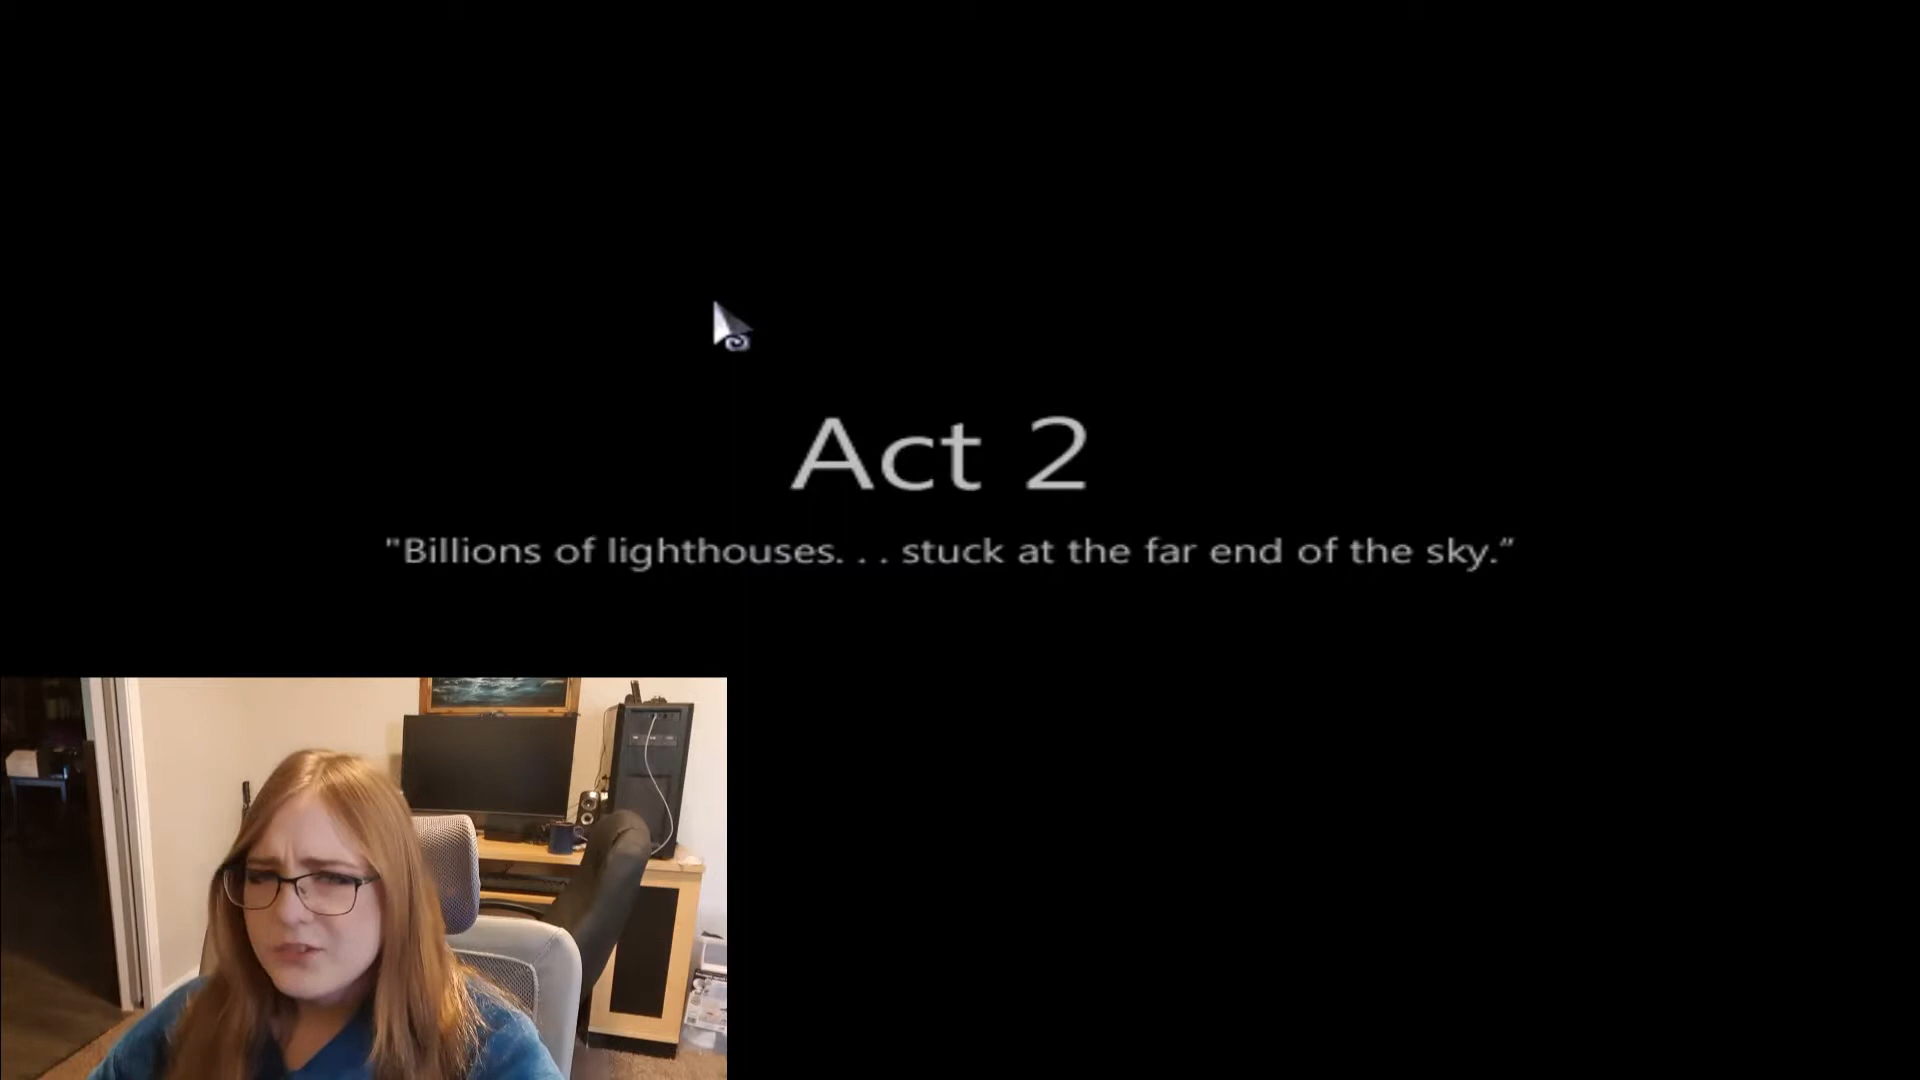 Act 2
"Billions of lighthouses. . . stuck at the far end of the sky.”